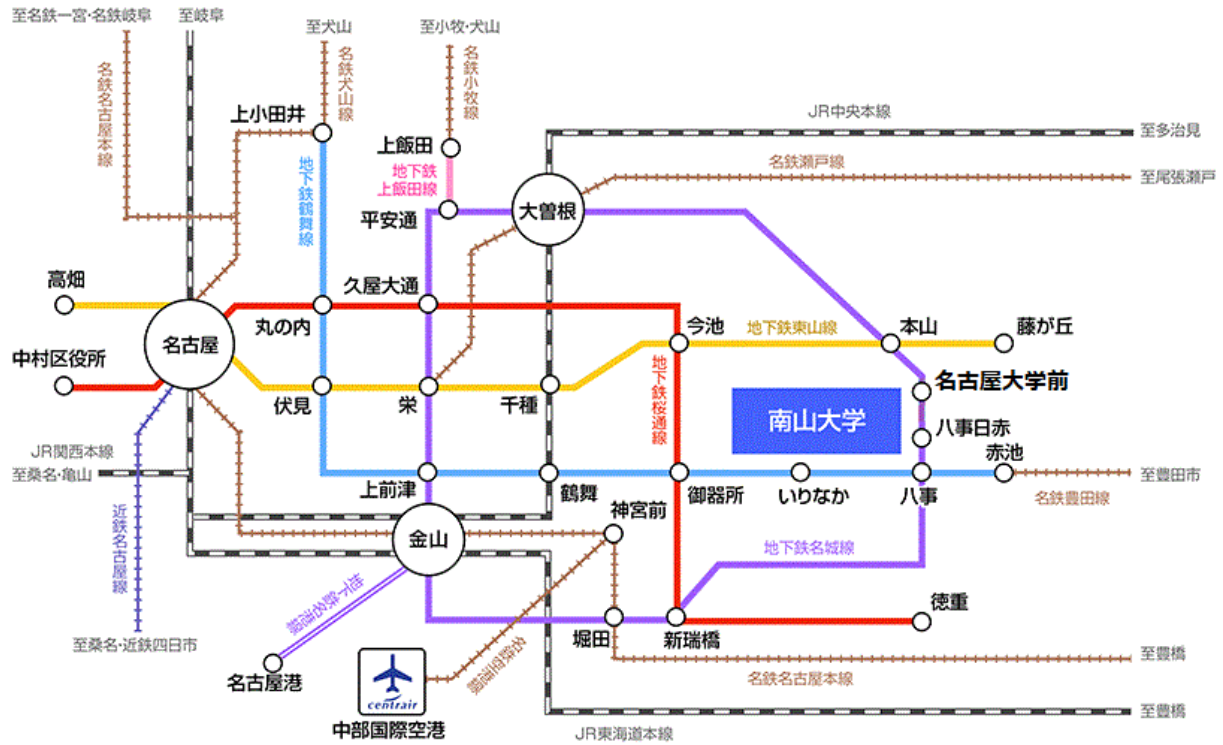 至名鉄一宮・名鉄岐阜
至岐阜
至犬山
至小牧・犬山
名鉄名古屋本線
名鉄犬山線
名鉄小牧線
上小田井
JR中央本線
至多治見
上飯田
名鉄瀬戸線
至尾張瀬戸
地下鉄
上飯田線
地下鉄鶴舞線
平安通
大曽根
高畑
久屋大通
丸の内
今池
地下鉄東山線
本山
藤が丘
名古屋
中村区役所
地下鉄桜通線
名古屋大学前
伏見
栄
千種
南山大学
八事日赤
赤池
JR関西本線
至桑名・亀山
至豊田市
上前津
鶴舞
御器所
いりなか
八事
名鉄豊田線
神宮前
近鉄名古屋線
金山
地下鉄名城線
地下鉄名港線
徳重
堀田
新瑞橋
至桑名・近鉄四日市
名鉄空港線
至豊橋
名古屋港
centrair
名鉄名古屋本線
中部国際空港
至豊橋
JR東海道本線